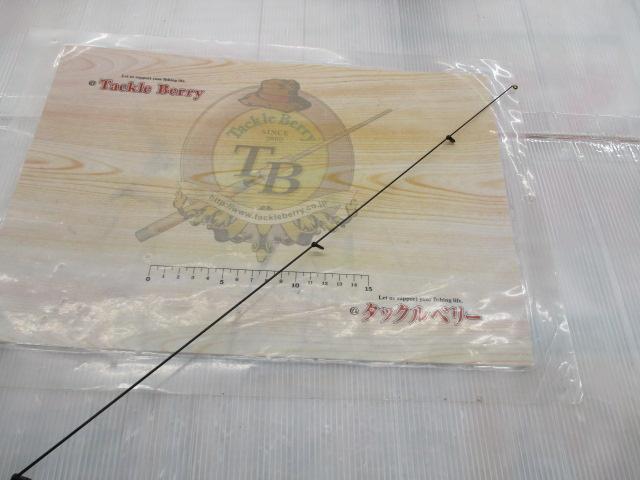 Let us support your fishing life.
Tackle Berry
Tackle Berry
SINCE
TB
http://www.tackleberry.co.jp/
0 1 2 3 4 5 6 7 8 9 10 11 12 13 14 15
Let us support your fishing life.
タックルベリー